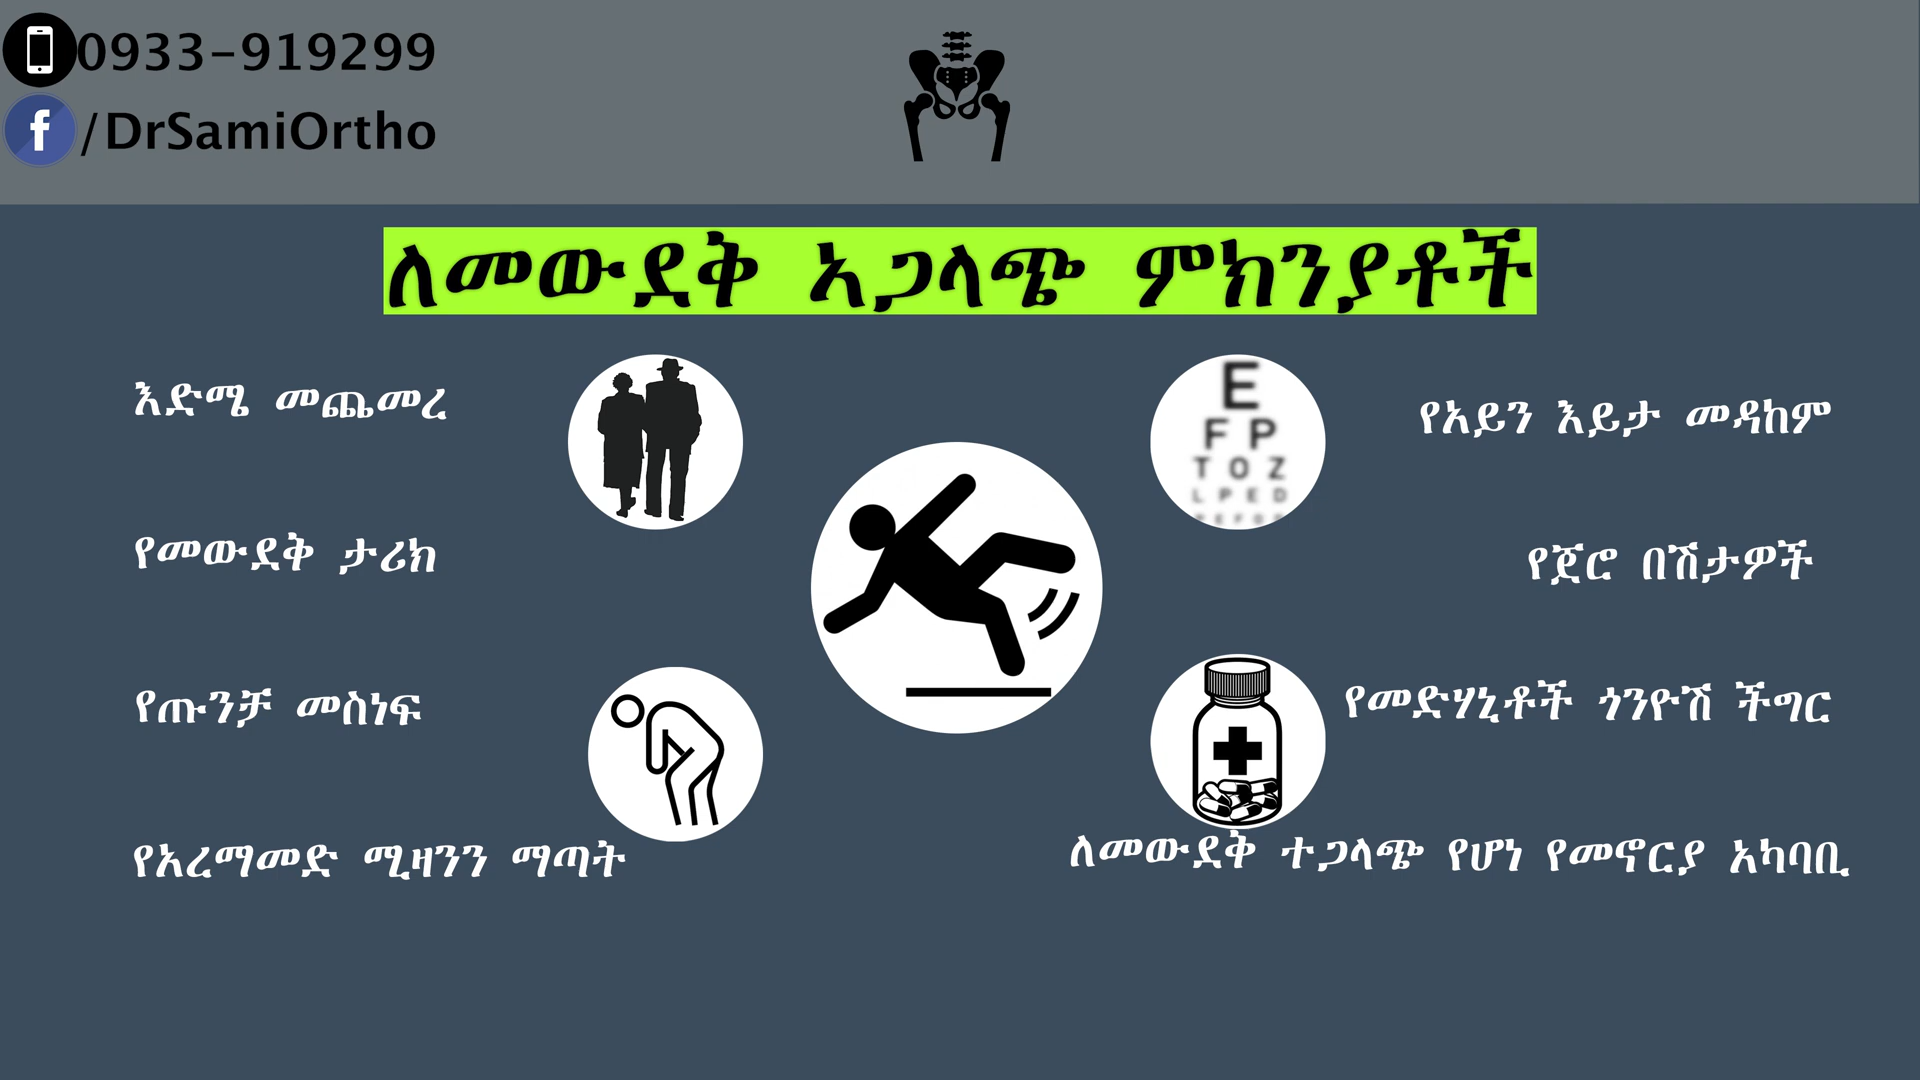 0933-919299
/DrSamiOrtho
ለመውደቅ ኣጋላጭ ምክንያቶች
እድሜ መጨመረ
የመውደቅ ታሪክ
የጡንቻ መስነፍ
የአረማመድ ሚዛንን ማጣት
E
F P
T O Z
L P E D
የአይን እይታ መዳከም
የጀሮ በሽታዎች
የመድሃኒቶች ጎንዮሽ ችግር
ለመውደቅ ተጋላጭ የሆነ የመኖርያ አካባቢ